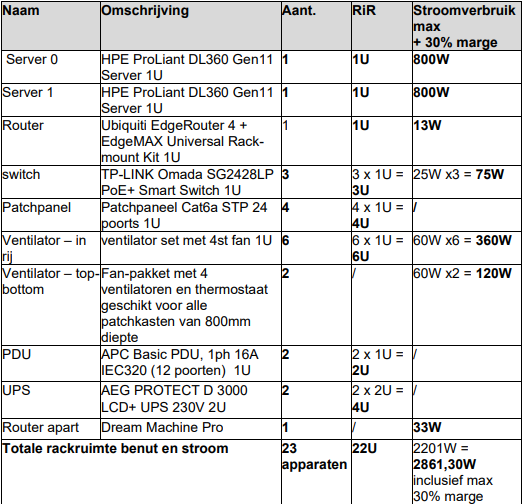 Naam Omschrijving Aant. RiR Stroomverbruik
max
+ 30% marge
Server 0 HPE ProLiant DL360 Gen11 1 1U 800W
Server 1U
Server 1 HPE ProLiant DL360 Gen11 1 1U 800W
Server 1U
Router Ubiquiti EdgeRouter 4 + 1 1U 13W
EdgeMAX Universal Rack-
mount Kit 1U
switch TP-LINK Omada SG2428LP 3 3 x 1U = 25W x3 = 75W
PoE+ Smart Switch 1U 3U
Patchpanel Patchpaneel Cat6a STP 24 4 4 x 1U = /
poorts 1U 4U
Ventilator – in ventilator set met 4st fan 1U 6 6 x 1U = 60W x6 = 360W
rij 6U
Ventilator – top- Fan-pakket met 4 2 / 60W x2 = 120W
bottom ventilatoren en thermostaat
geschikt voor alle
patchkasten van 800mm
diepte
PDU APC Basic PDU, 1ph 16A 2 2 x 1U = /
IEC320 (12 poorten) 1U 2U
UPS AEG PROTECT D 3000 2 2 x 2U = /
LCD+ UPS 230V 2U 4U
Router apart Dream Machine Pro 1 / 33W
Totale rackruimte benut en stroom 23 22U 2201W =
apparaten 2861,30W
inclusief max
30% marge